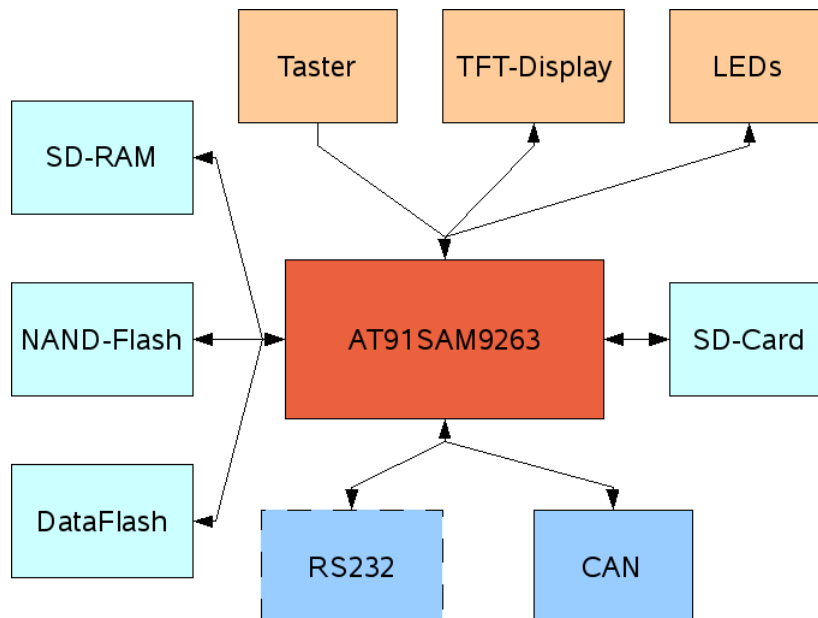 Taster
TFT-Display
LEDs
SD-RAM
NAND-Flash
AT91SAM9263
SD-Card
DataFlash
RS232
CAN